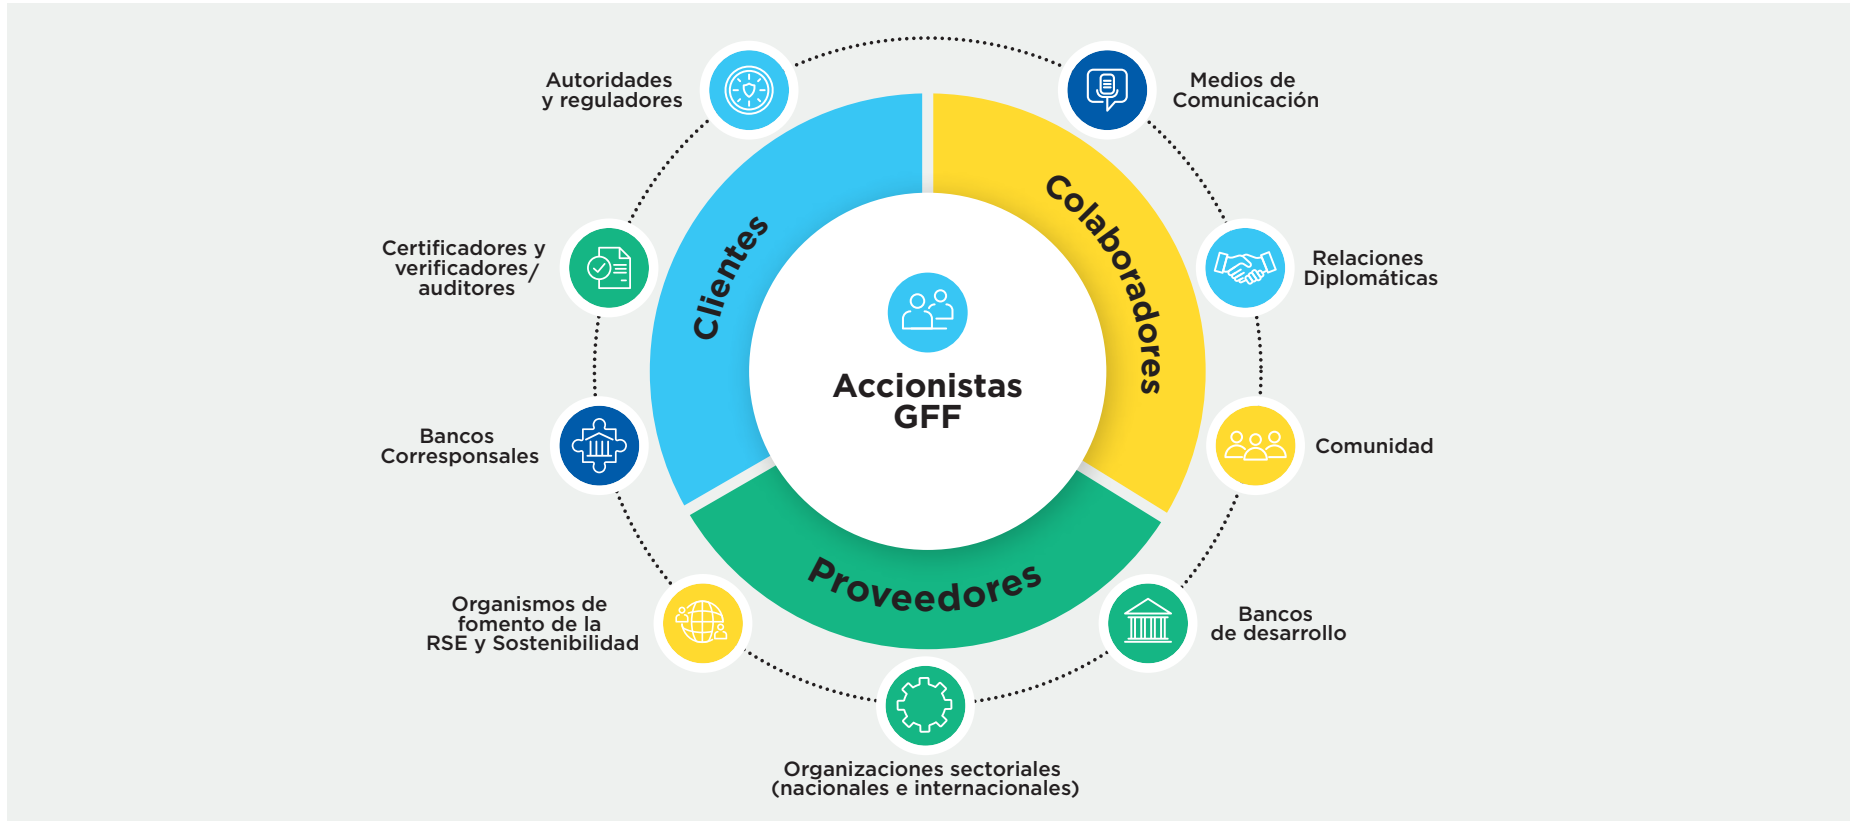 Autoridades
y reguladores
Medios de
Comunicación
Certificadores y
verificadores/
auditores
Relaciones
Diplomáticas
Clientes
Colaboradores
Accionistas
GFF
Bancos
Corresponsales
Comunidad
Proveedores
Organismos de
fomento de la
RSE y Sostenibilidad
Bancos
de desarrollo
Organizaciones sectoriales
(nacionales e internacionales)